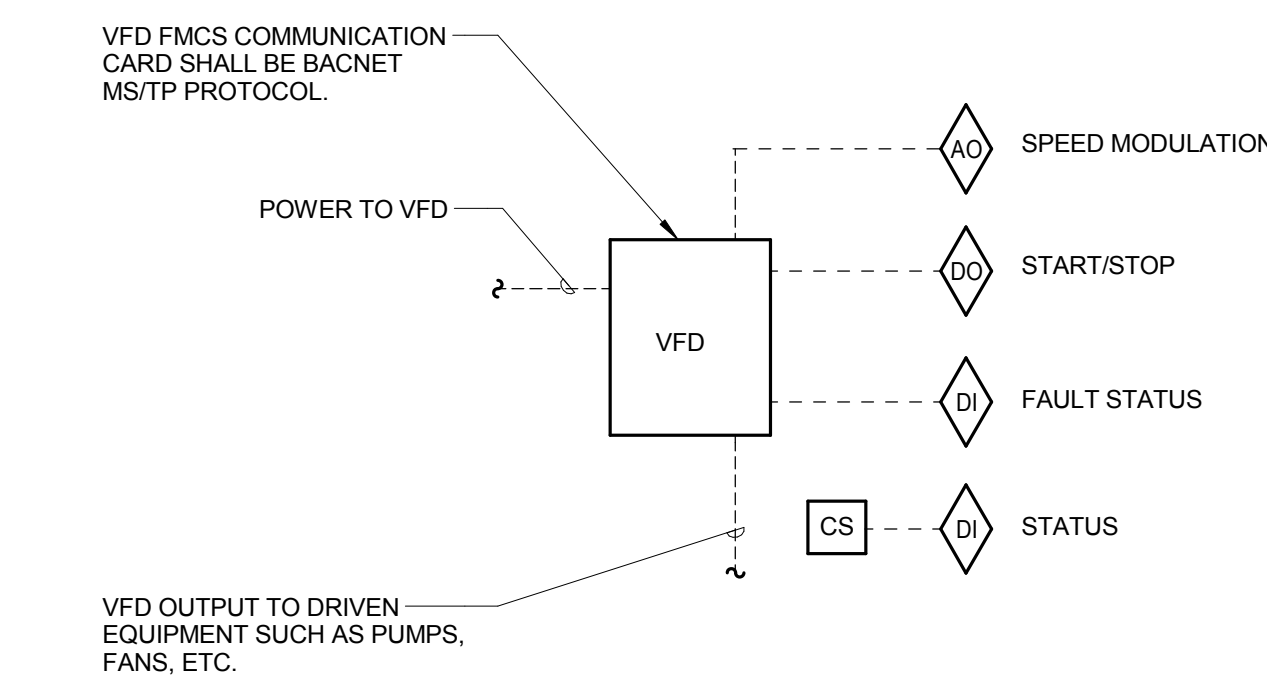 VFD FMCS COMMUNICATION
CARD SHALL BE BACNET
MS/TP PROTOCOL.
AO SPEED MODULATION
POWER TO VFD
DO START/STOP
VFD
DI FAULT STATUS
CS DI STATUS
VFD OUTPUT TO DRIVEN
EQUIPMENT SUCH AS PUMPS,
FANS, ETC.